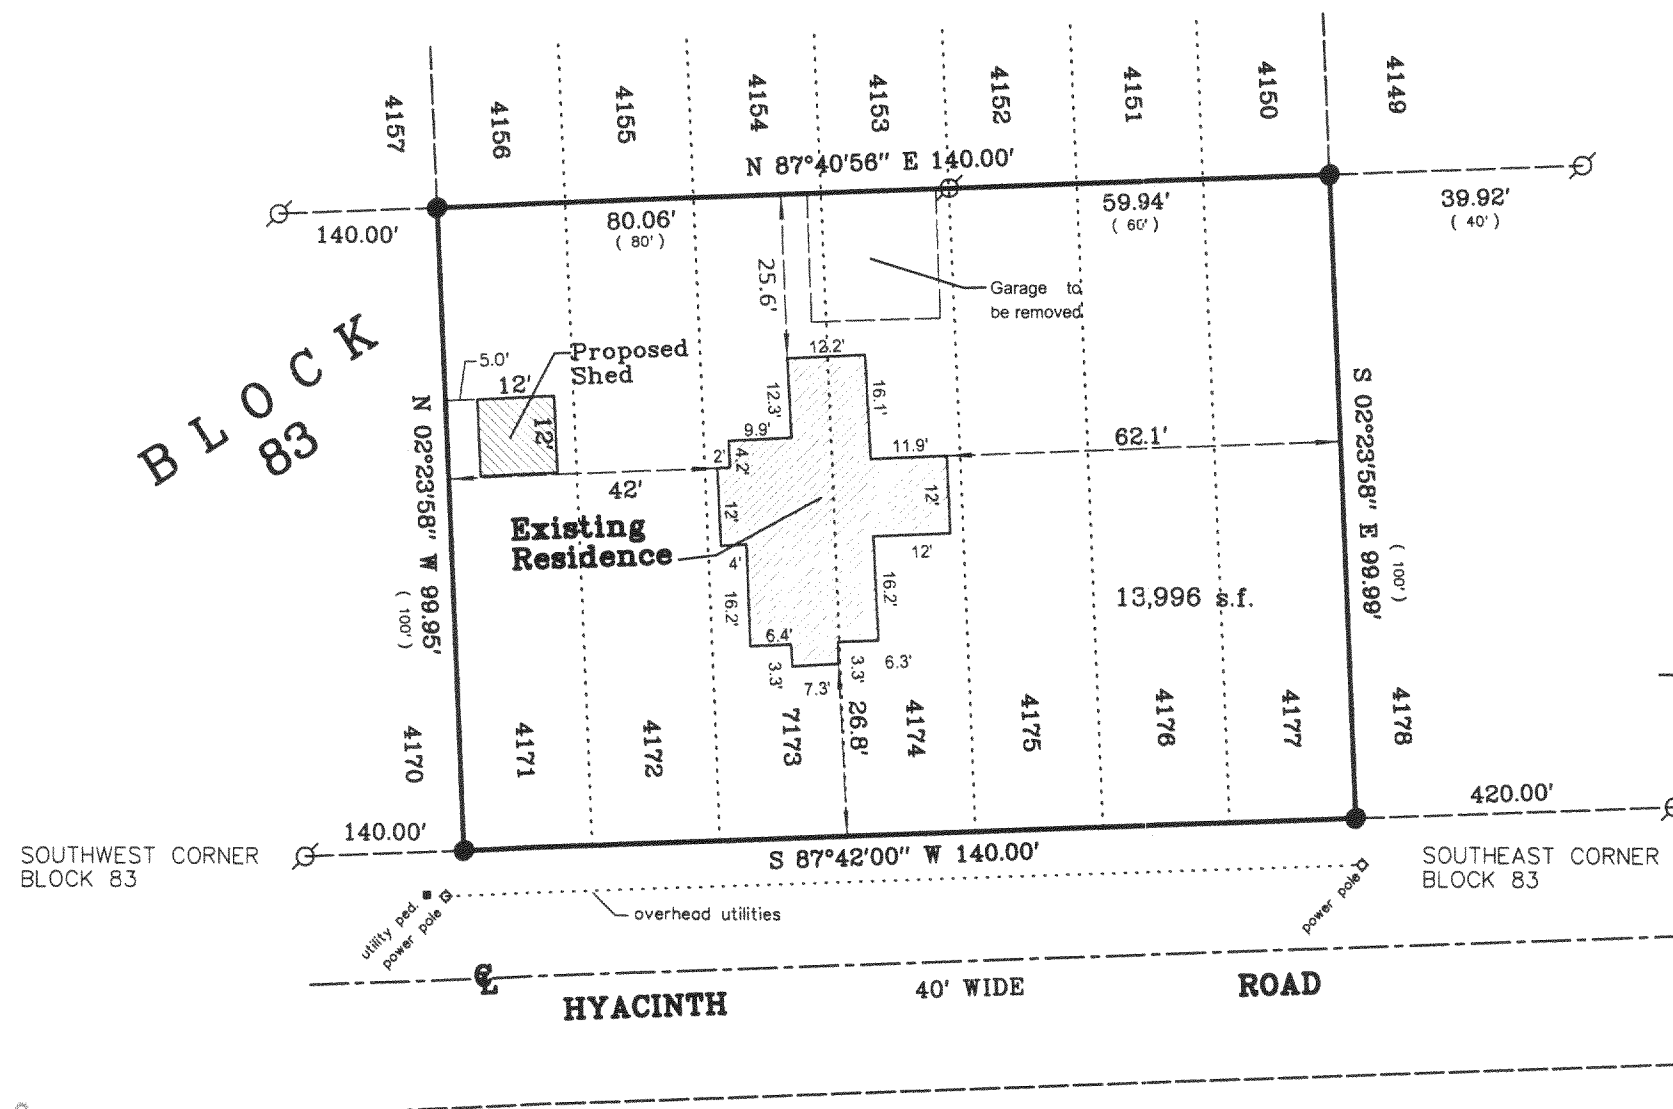 4157
4156
4155
4154
4153
4152
4151
4150
4149
N 87°40'56" E 140.00'
140.00'
80.06'
( 80' )
59.94'
( 60' )
39.92'
( 40' )
25.6'
Garage to
be removed
BLOCK
83
5.0'
Proposed
Shed
12'
12'
12.2'
12.3'
16.1'
9.9'
11.9'
62.1'
2'
4.2'
42'
12'
12'
Existing
Residence
4'
12'
16.2'
16.2'
6.4'
3.3'
7.3'
3.3'
6.3'
26.8'
N 02°23'58" W 99.95'
( 100' )
S 02°23'58" E 99.99'
( 100' )
13,996 s.f.
4170
4171
4172
7173
4174
4175
4176
4177
4178
140.00'
S 87°42'00" W 140.00'
420.00'
SOUTHWEST CORNER
BLOCK 83
SOUTHEAST CORNER
BLOCK 83
utility ped.
power pole
overhead utilities
power pole
CL
HYACINTH
40' WIDE
ROAD